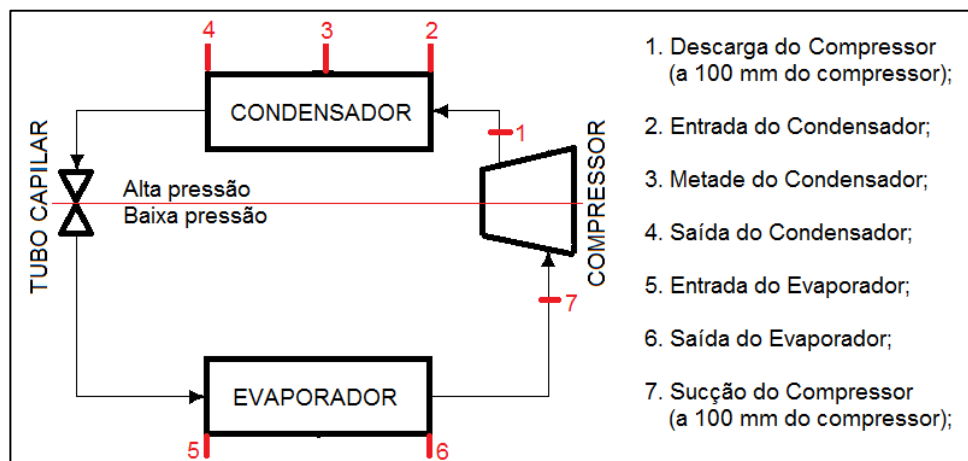 4
3
2
CONDENSADOR
1
TUBO CAPILAR
Alta pressão
Baixa pressão
COMPRESSOR
7
EVAPORADOR
5
6
1. Descarga do Compressor
(a 100 mm do compressor);
2. Entrada do Condensador;
3. Metade do Condensador;
4. Saída do Condensador;
5. Entrada do Evaporador;
6. Saída do Evaporador;
7. Sucção do Compressor
(a 100 mm do compressor);